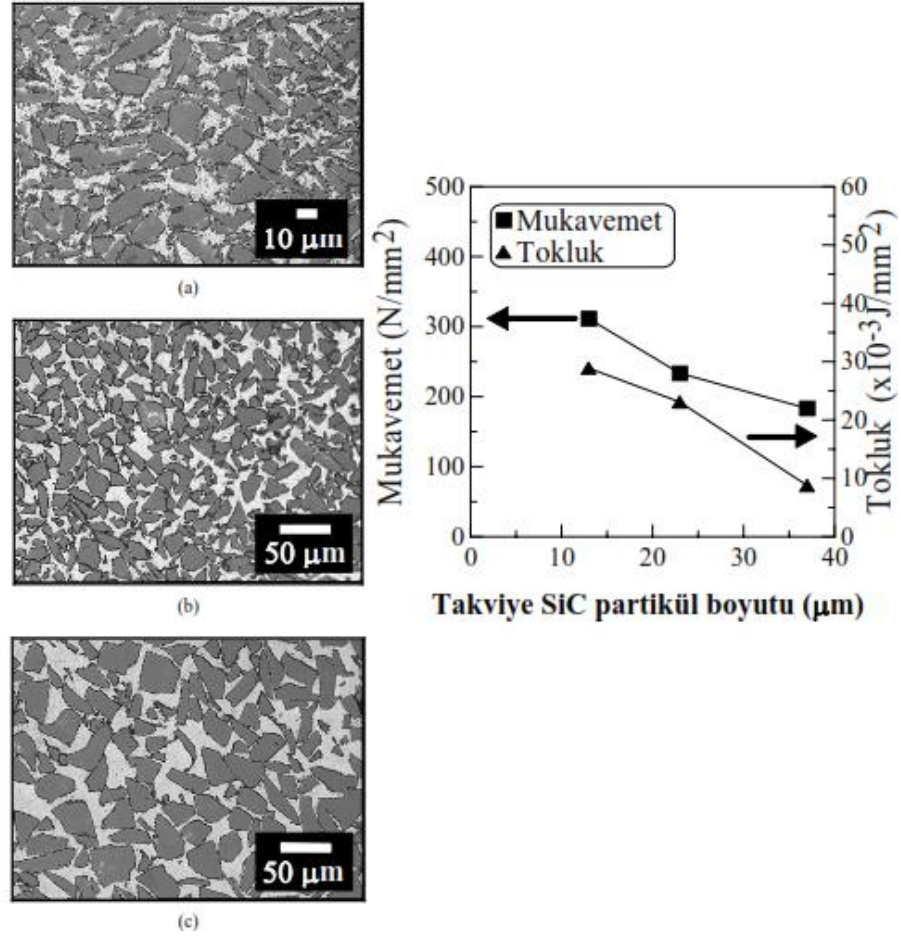 10 μm
(a)
50 μm
(b)
50 μm
(c)
Mukavemet (N/mm²)
500
400
300
200
100
0
Mukavemet
Tokluk
60
50
40
30
20
10
0
Tokluk (x10⁻³J/mm²)
0
10
20
30
40
Takviye SiC partikül boyutu (μm)